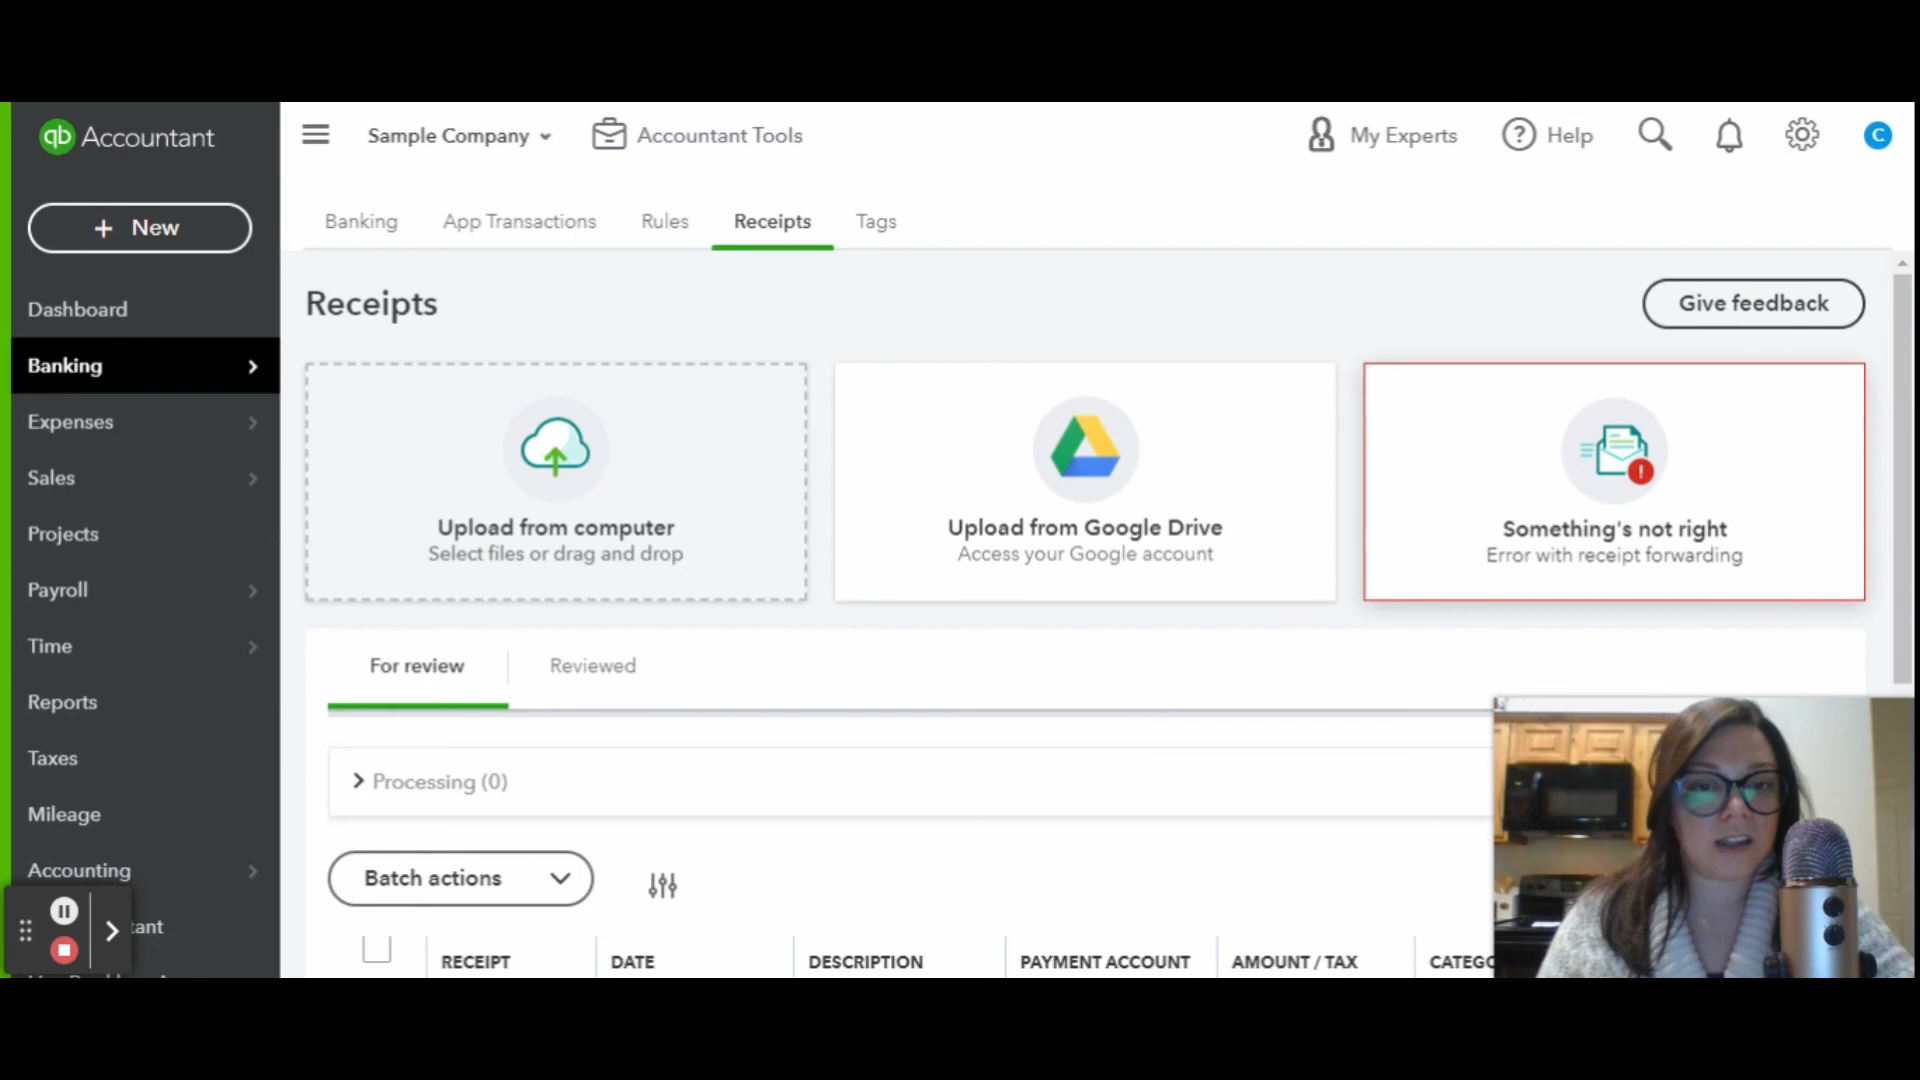 qb Accountant
Sample Company
Accountant Tools
My Experts
Help
C
+ New
Banking
App Transactions
Rules
Receipts
Tags
Dashboard
Banking
Expenses
Sales
Projects
Payroll
Time
Reports
Taxes
Mileage
Accounting
tant
Receipts
Give feedback
Upload from computer
Select files or drag and drop
Upload from Google Drive
Access your Google account
!
Something's not right
Error with receipt forwarding
For review
Reviewed
Processing (0)
Batch actions
RECEIPT
DATE
DESCRIPTION
PAYMENT ACCOUNT
AMOUNT / TAX
CATEGO